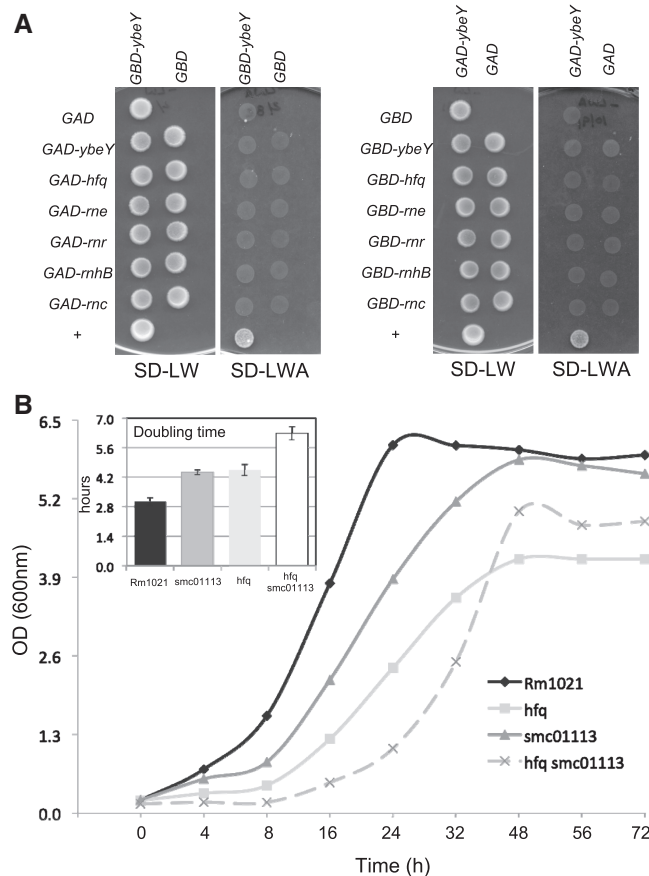 A
GBD-ybeY
GBD
GBD-ybeY
GBD
GAD-ybeY
GAD
GAD-ybeY
GAD
GAD
GAD-ybeY
GAD-hfq
GAD-rne
GAD-rnr
GAD-rnhB
GAD-rnc
+
GBD
GBD-ybeY
GBD-hfq
GBD-rne
GBD-rnr
GBD-rnhB
GBD-rnc
+
SD-LW
SD-LWA
SD-LW
SD-LWA
B
6.5
5.2
3.9
2.6
1.3
0.0
OD (600nm)
Doubling time
7.0
5.6
4.2
2.8
1.4
0.0
hours
Rm1021
smc01113
hfq
hfq
smc01113
Rm1021
hfq
smc01113
hfq smc01113
0 4 8 16 24 32 48 56 72
Time (h)